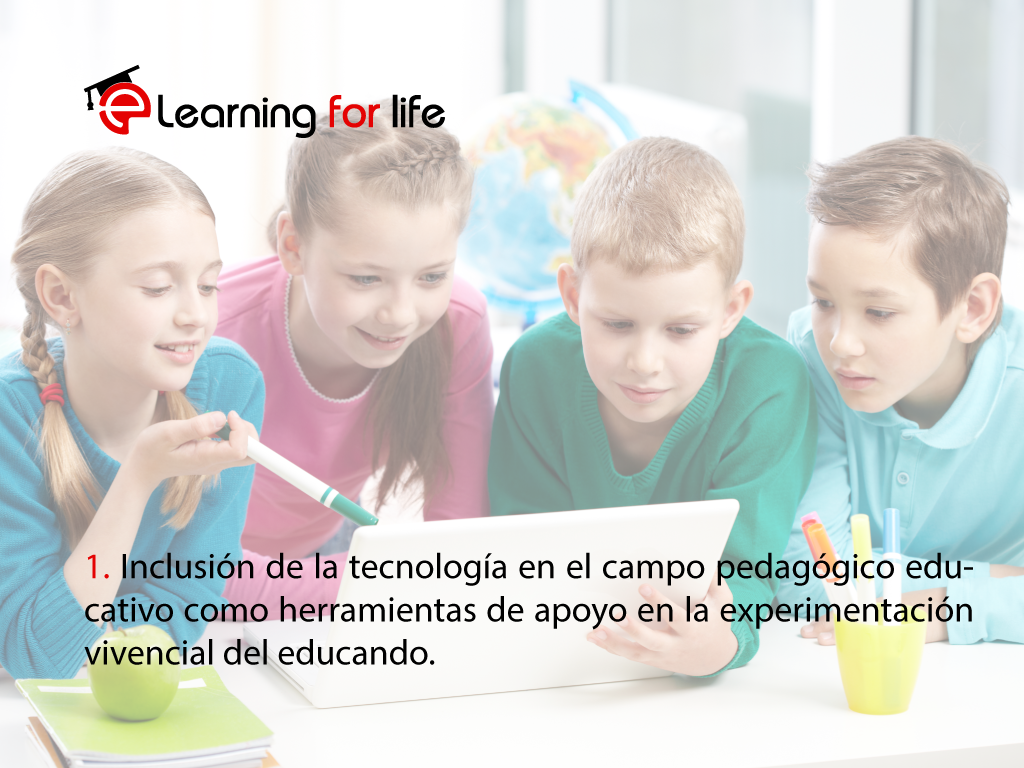 e Learning for life
1. Inclusión de la tecnología en el campo pedagógico edu-
cativo como herramientas de apoyo en la experimentación
vivencial del educando.